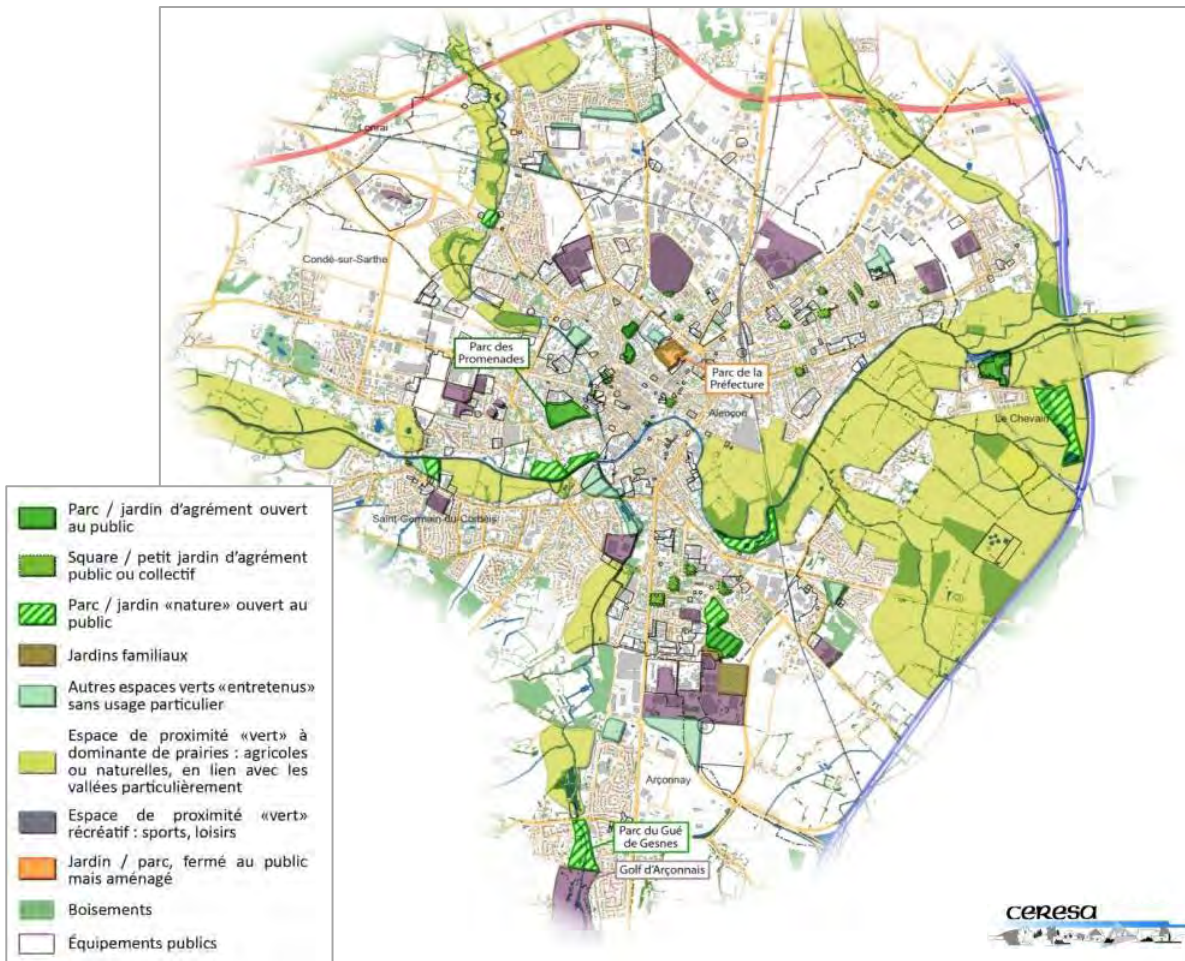 Lonrai
Condé-sur-Sarthe
Parc des
Promenades
Parc de la
Préfecture
Alençon
Le Chevain
Saint-Germain-du-Corbéis
Arçonnay
Parc du Gué
de Gesnes
Golf d'Arçonnais
Parc / jardin d'agrément ouvert
au public
Square / petit jardin d'agrément
public ou collectif
Parc / jardin «nature» ouvert au
public
Jardins familiaux
Autres espaces verts «entretenus»
sans usage particulier
Espace de proximité «vert» à
dominante de prairies : agricoles
ou naturelles, en lien avec les
vallées particulièrement
Espace de proximité «vert»
récréatif : sports, loisirs
Jardin / parc, fermé au public
mais aménagé
Boisements
Équipements publics
ceresa